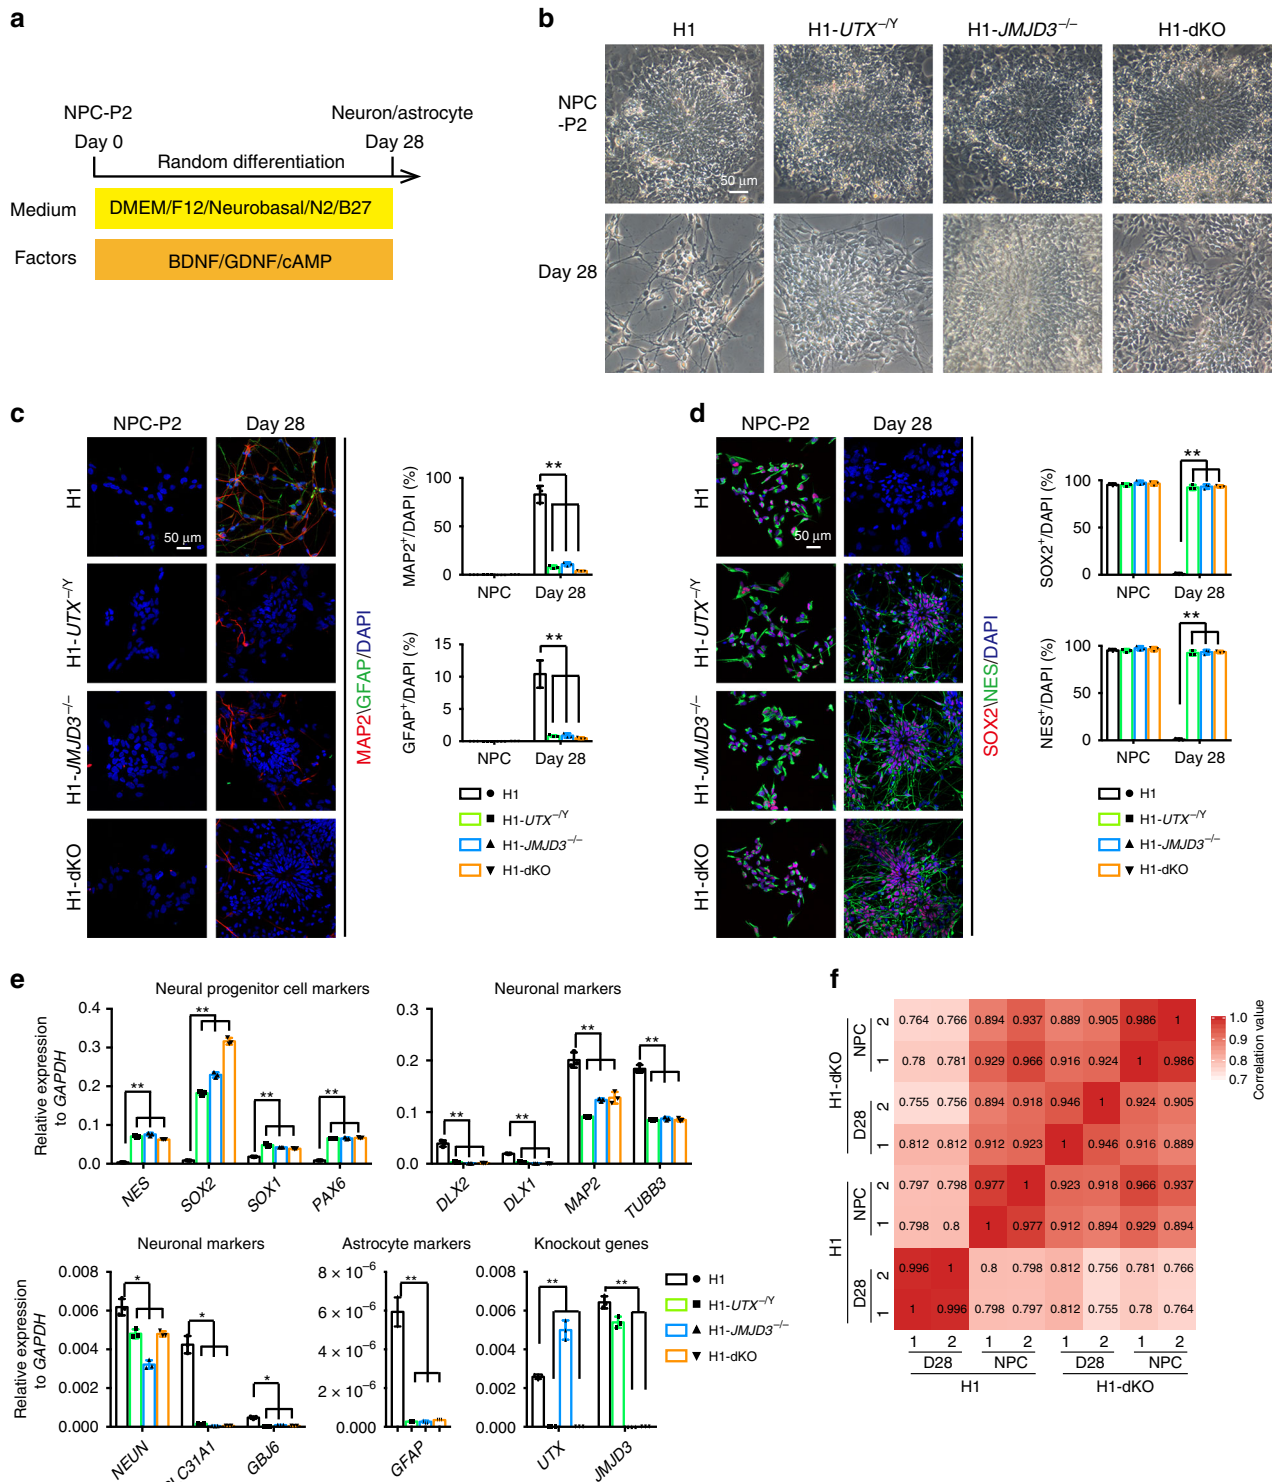 a
NPC-P2
Day 0
Neuron/astrocyte
Day 28
Random differentiation
Medium
DMEM/F12/Neurobasal/N2/B27
Factors
BDNF/GDNF/cAMP
b
H1
H1-UTX−/Y
H1-JMJD3−/−
H1-dKO
NPC
-P2
50 μm
Day 28
c
NPC-P2
Day 28
H1
50 μm
H1-UTX−/Y
H1-JMJD3−/−
H1-dKO
MAP2\GFAP/DAPI
MAP2+/DAPI (%)
100
50
0
**
NPC
Day 28
GFAP+/DAPI (%)
15
10
5
0
**
NPC
Day 28
H1
H1-UTX−/Y
H1-JMJD3−/−
H1-dKO
d
NPC-P2
Day 28
H1
50 μm
H1-UTX−/Y
H1-JMJD3−/−
H1-dKO
SOX2\NES/DAPI
SOX2+/DAPI (%)
100
50
0
**
NPC
Day 28
NES+/DAPI (%)
100
50
0
**
NPC
Day 28
H1
H1-UTX−/Y
H1-JMJD3−/−
H1-dKO
e
Neural progenitor cell markers
Relative expression
to GAPDH
0.4
0.3
0.2
0.1
0.0
**
**
**
**
NES
SOX2
SOX1
PAX6
Neuronal markers
0.3
0.2
0.1
0.0
**
**
**
**
DLX2
DLX1
MAP2
TUBB3
Neuronal markers
Relative expression
to GAPDH
0.008
0.006
0.004
0.002
0.000
*
*
*
NEUN
LC31A1
GBJ6
Astrocyte markers
8 × 10−6
6 × 10−6
4 × 10−6
2 × 10−6
0.000
**
GFAP
Knockout genes
0.008
0.006
0.004
0.002
0.000
**
**
UTX
JMJD3
H1
H1-UTX−/Y
H1-JMJD3−/−
H1-dKO
f
H1-dKO
NPC
D28
H1
NPC
D28
2
0.764 0.766 0.894 0.937 0.889 0.905 0.986 1
1
0.78 0.781 0.929 0.966 0.916 0.924 1 0.986
2
0.755 0.756 0.894 0.918 0.946 1 0.924 0.905
1
0.812 0.812 0.912 0.923 1 0.946 0.916 0.889
2
0.797 0.798 0.977 1 0.923 0.918 0.966 0.937
1
0.798 0.8 1 0.977 0.912 0.894 0.929 0.894
2
0.996 1 0.8 0.798 0.812 0.756 0.781 0.766
1
1 0.996 0.798 0.797 0.812 0.755 0.78 0.764
1 2 1 2 1 2 1 2
D28 NPC D28 NPC
H1 H1-dKO
1.0
0.9
0.8
0.7
Correlation value